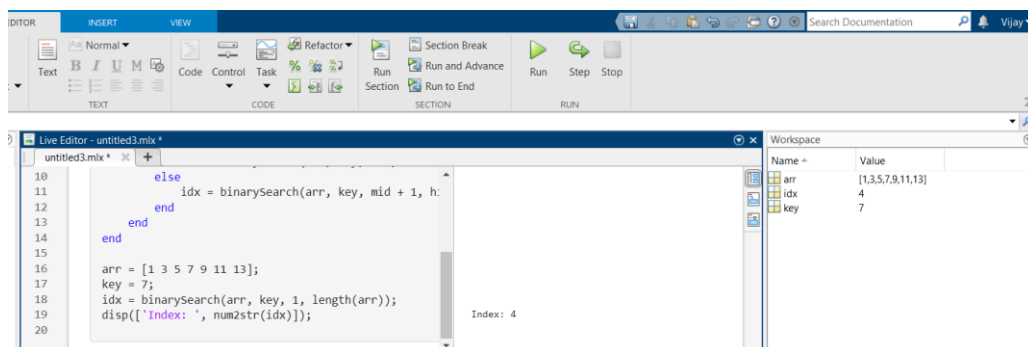 EDITOR INSERT VIEW Search Documentation Vijay
Normal Refactor Section Break
Text B I U M Code Control Task Run Section Run and Advance Run Step Stop
Run to End
TEXT CODE SECTION RUN
Live Editor - untitled3.mlx *
untitled3.mlx *
10 else
11 idx = binarySearch(arr, key, mid + 1, hi
12 end
13 end
14 end
15
16 arr = [1 3 5 7 9 11 13];
17 key = 7;
18 idx = binarySearch(arr, key, 1, length(arr));
19 disp(['Index: ', num2str(idx)]);
20
Index: 4
Workspace
Name Value
arr [1,3,5,7,9,11,13]
idx 4
key 7